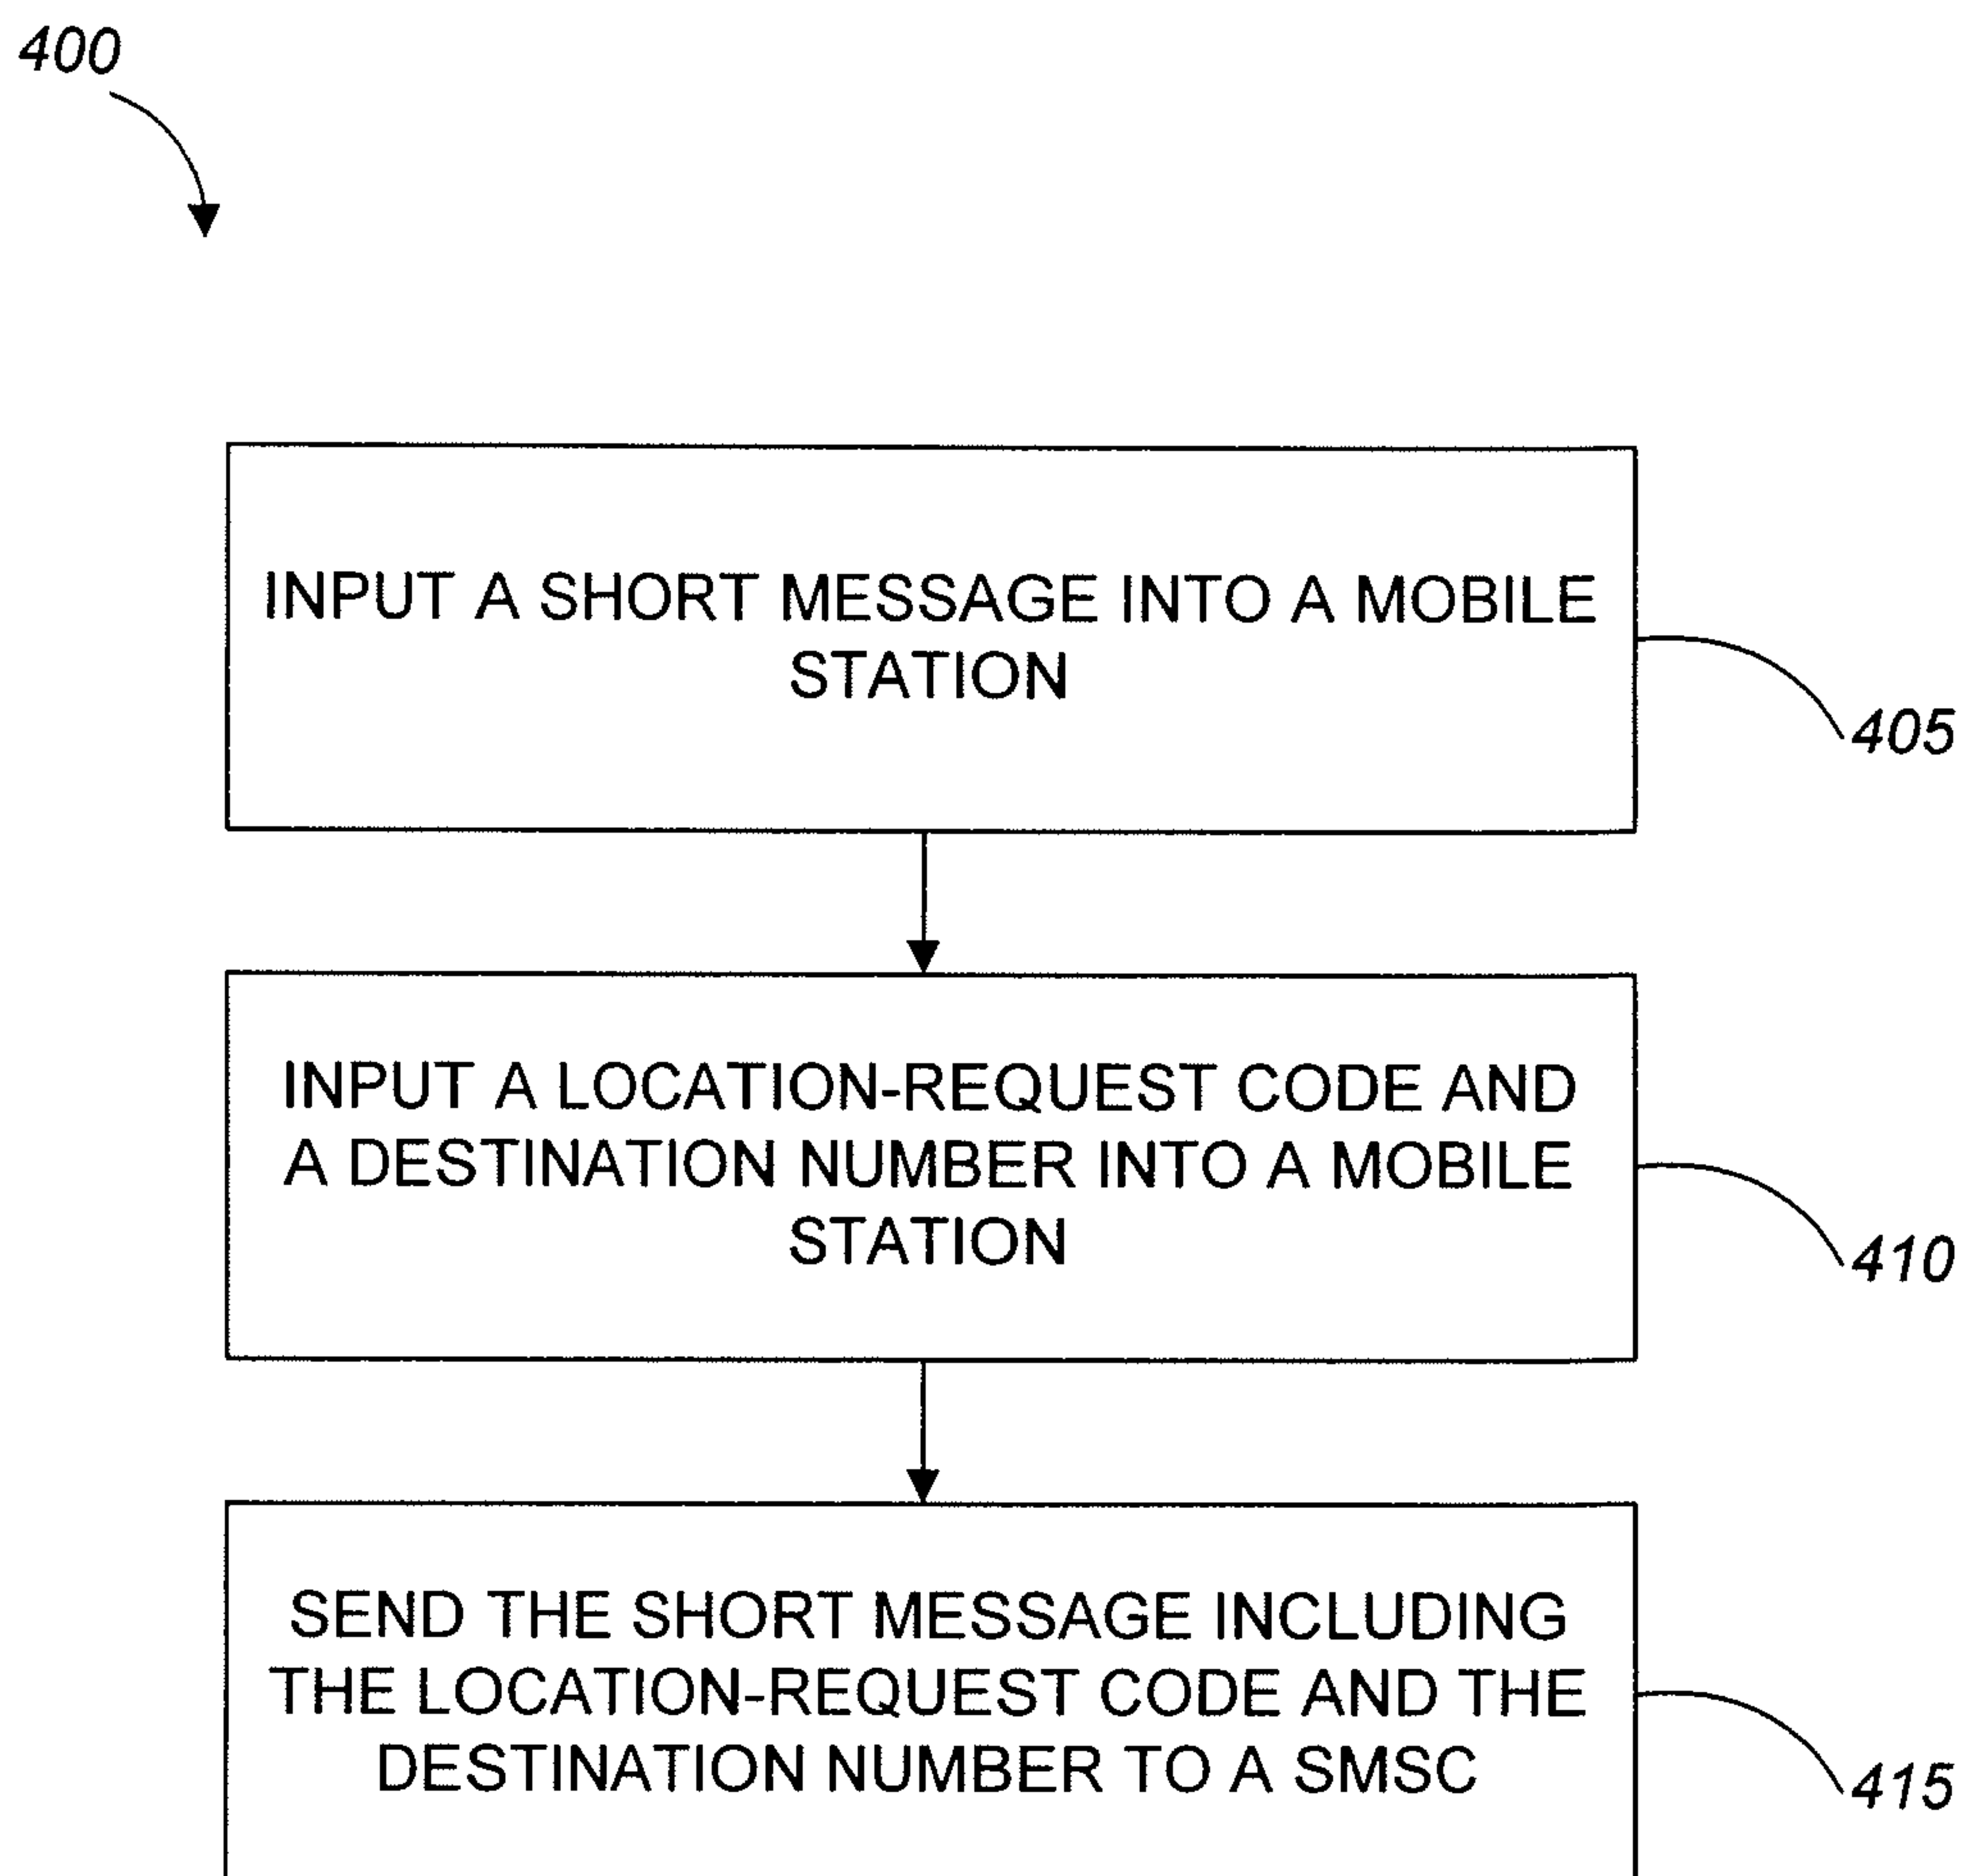 400
INPUT A SHORT MESSAGE INTO A MOBILE
STATION
405
INPUT A LOCATION-REQUEST CODE AND
A DESTINATION NUMBER INTO A MOBILE
STATION
410
SEND THE SHORT MESSAGE INCLUDING
THE LOCATION-REQUEST CODE AND THE
DESTINATION NUMBER TO A SMSC
415